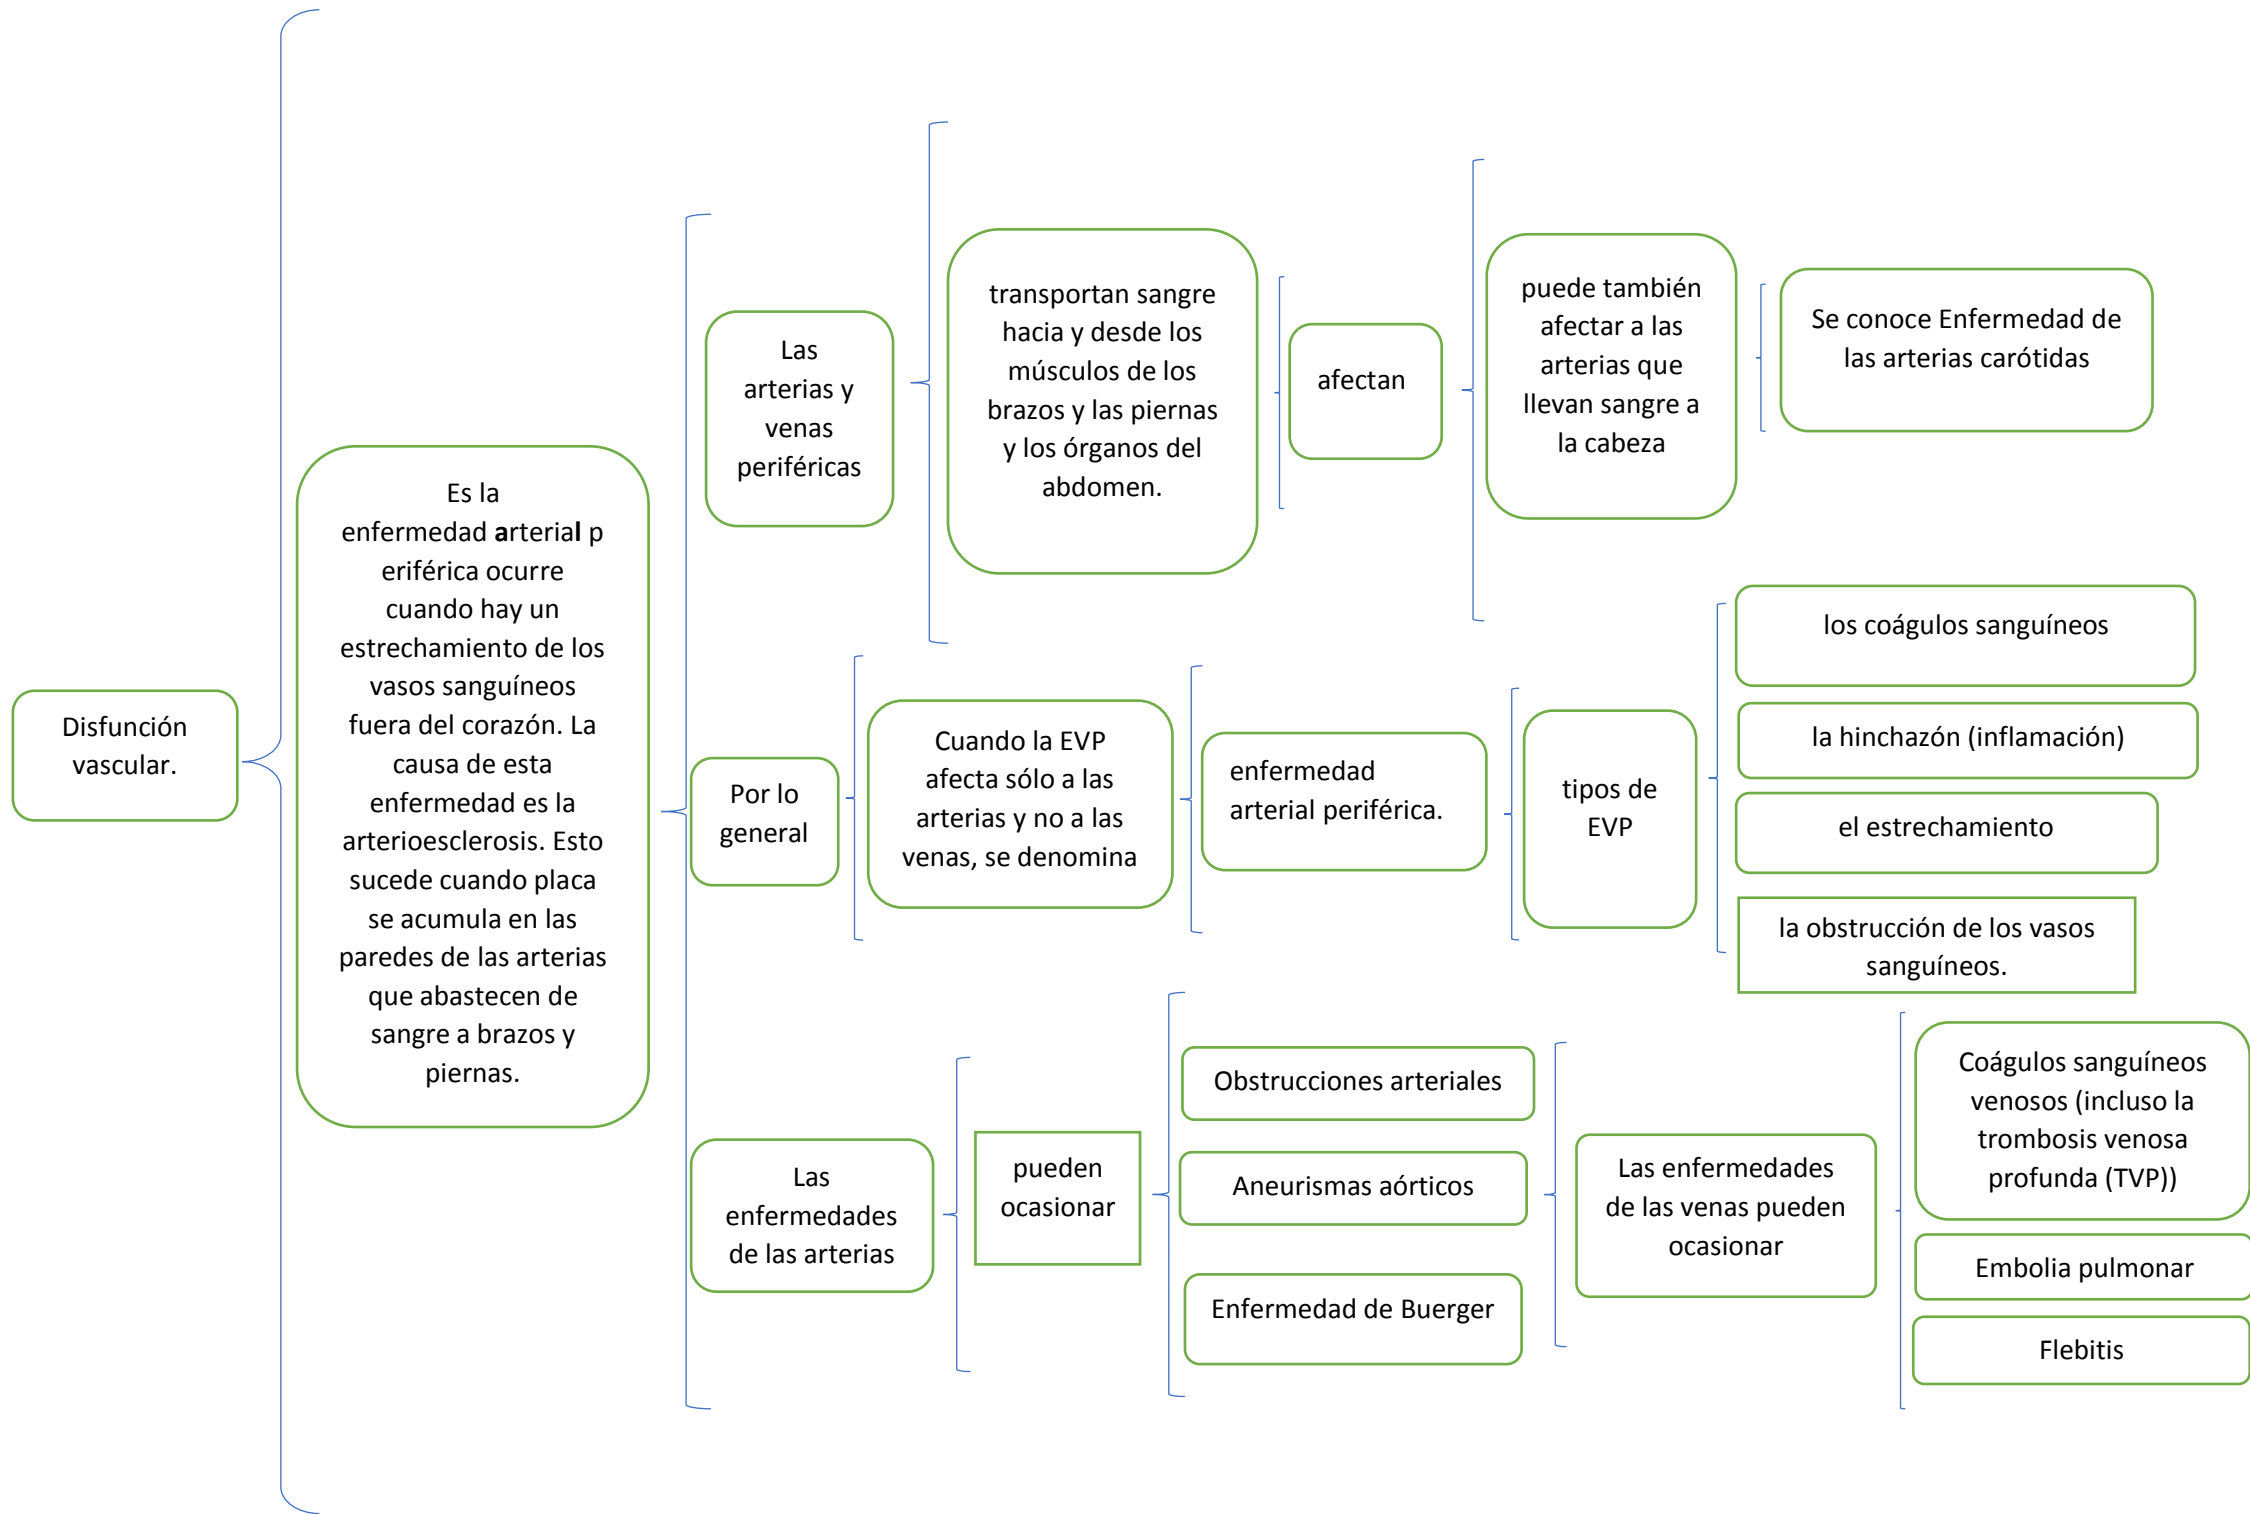 Disfunción
vascular.
Es la
enfermedad arterial p
eriférica ocurre
cuando hay un
estrechamiento de los
vasos sanguíneos
fuera del corazón. La
causa de esta
enfermedad es la
arterioesclerosis. Esto
sucede cuando placa
se acumula en las
paredes de las arterias
que abastecen de
sangre a brazos y
piernas.
Las
arterias y
venas
periféricas
transportan sangre
hacia y desde los
músculos de los
brazos y las piernas
y los órganos del
abdomen.
afectan
puede también
afectar a las
arterias que
llevan sangre a
la cabeza
Se conoce Enfermedad de
las arterias carótidas
Por lo
general
Cuando la EVP
afecta sólo a las
arterias y no a las
venas, se denomina
enfermedad
arterial periférica.
tipos de
EVP
los coágulos sanguíneos
la hinchazón (inflamación)
el estrechamiento
la obstrucción de los vasos
sanguíneos.
Las
enfermedades
de las arterias
pueden
ocasionar
Obstrucciones arteriales
Aneurismas aórticos
Enfermedad de Buerger
Las enfermedades
de las venas pueden
ocasionar
Coágulos sanguíneos
venosos (incluso la
trombosis venosa
profunda (TVP))
Embolia pulmonar
Flebitis